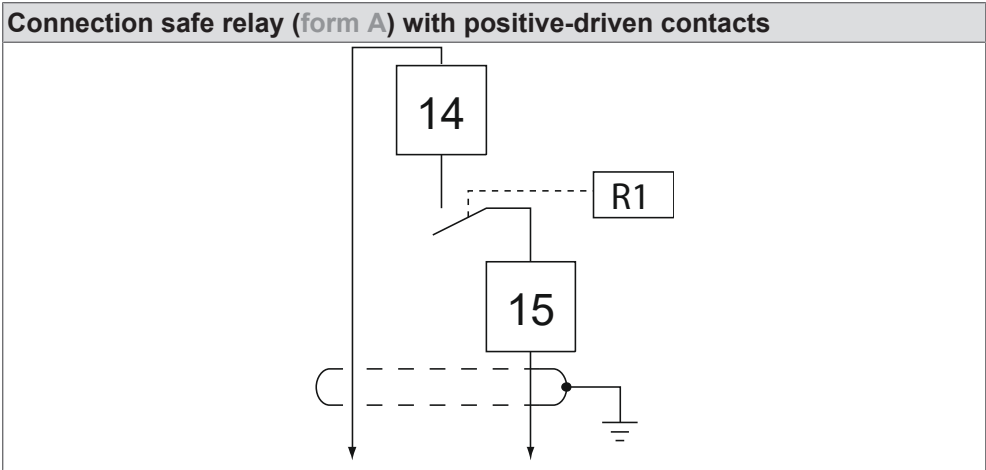 Connection safe relay (form A) with positive-driven contacts
14
R1
15